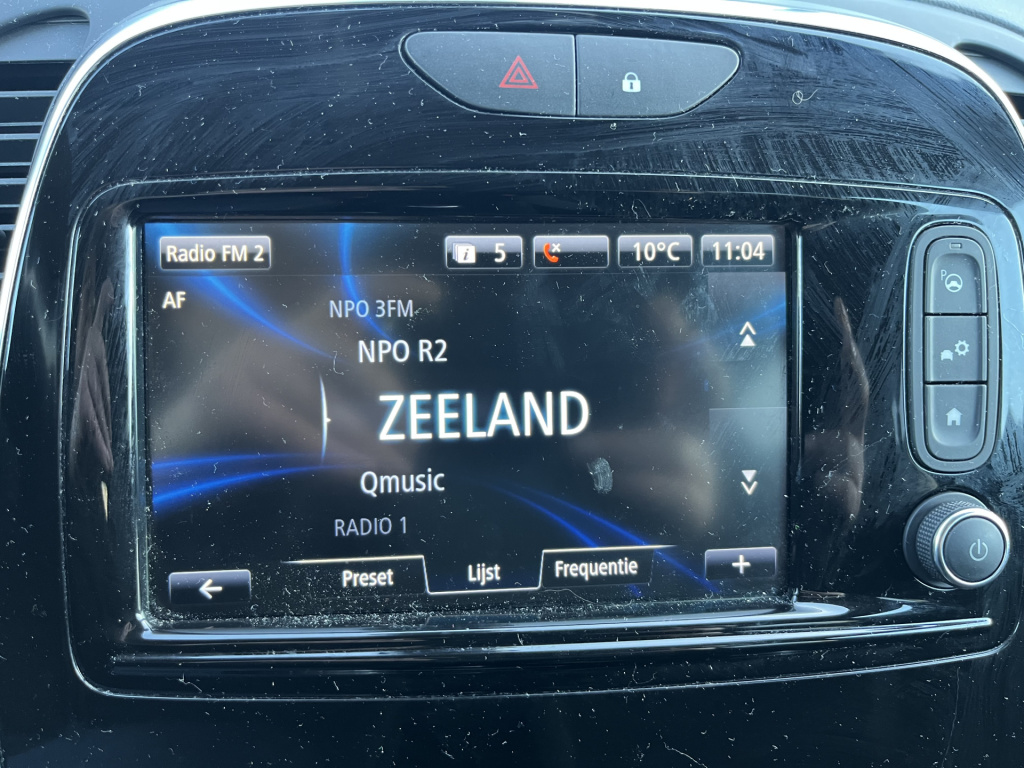 Radio FM 2
5
10°C
11:04
AF
NPO 3FM
NPO R2
ZEELAND
Qmusic
RADIO 1
Preset
Lijst
Frequentie
+
P